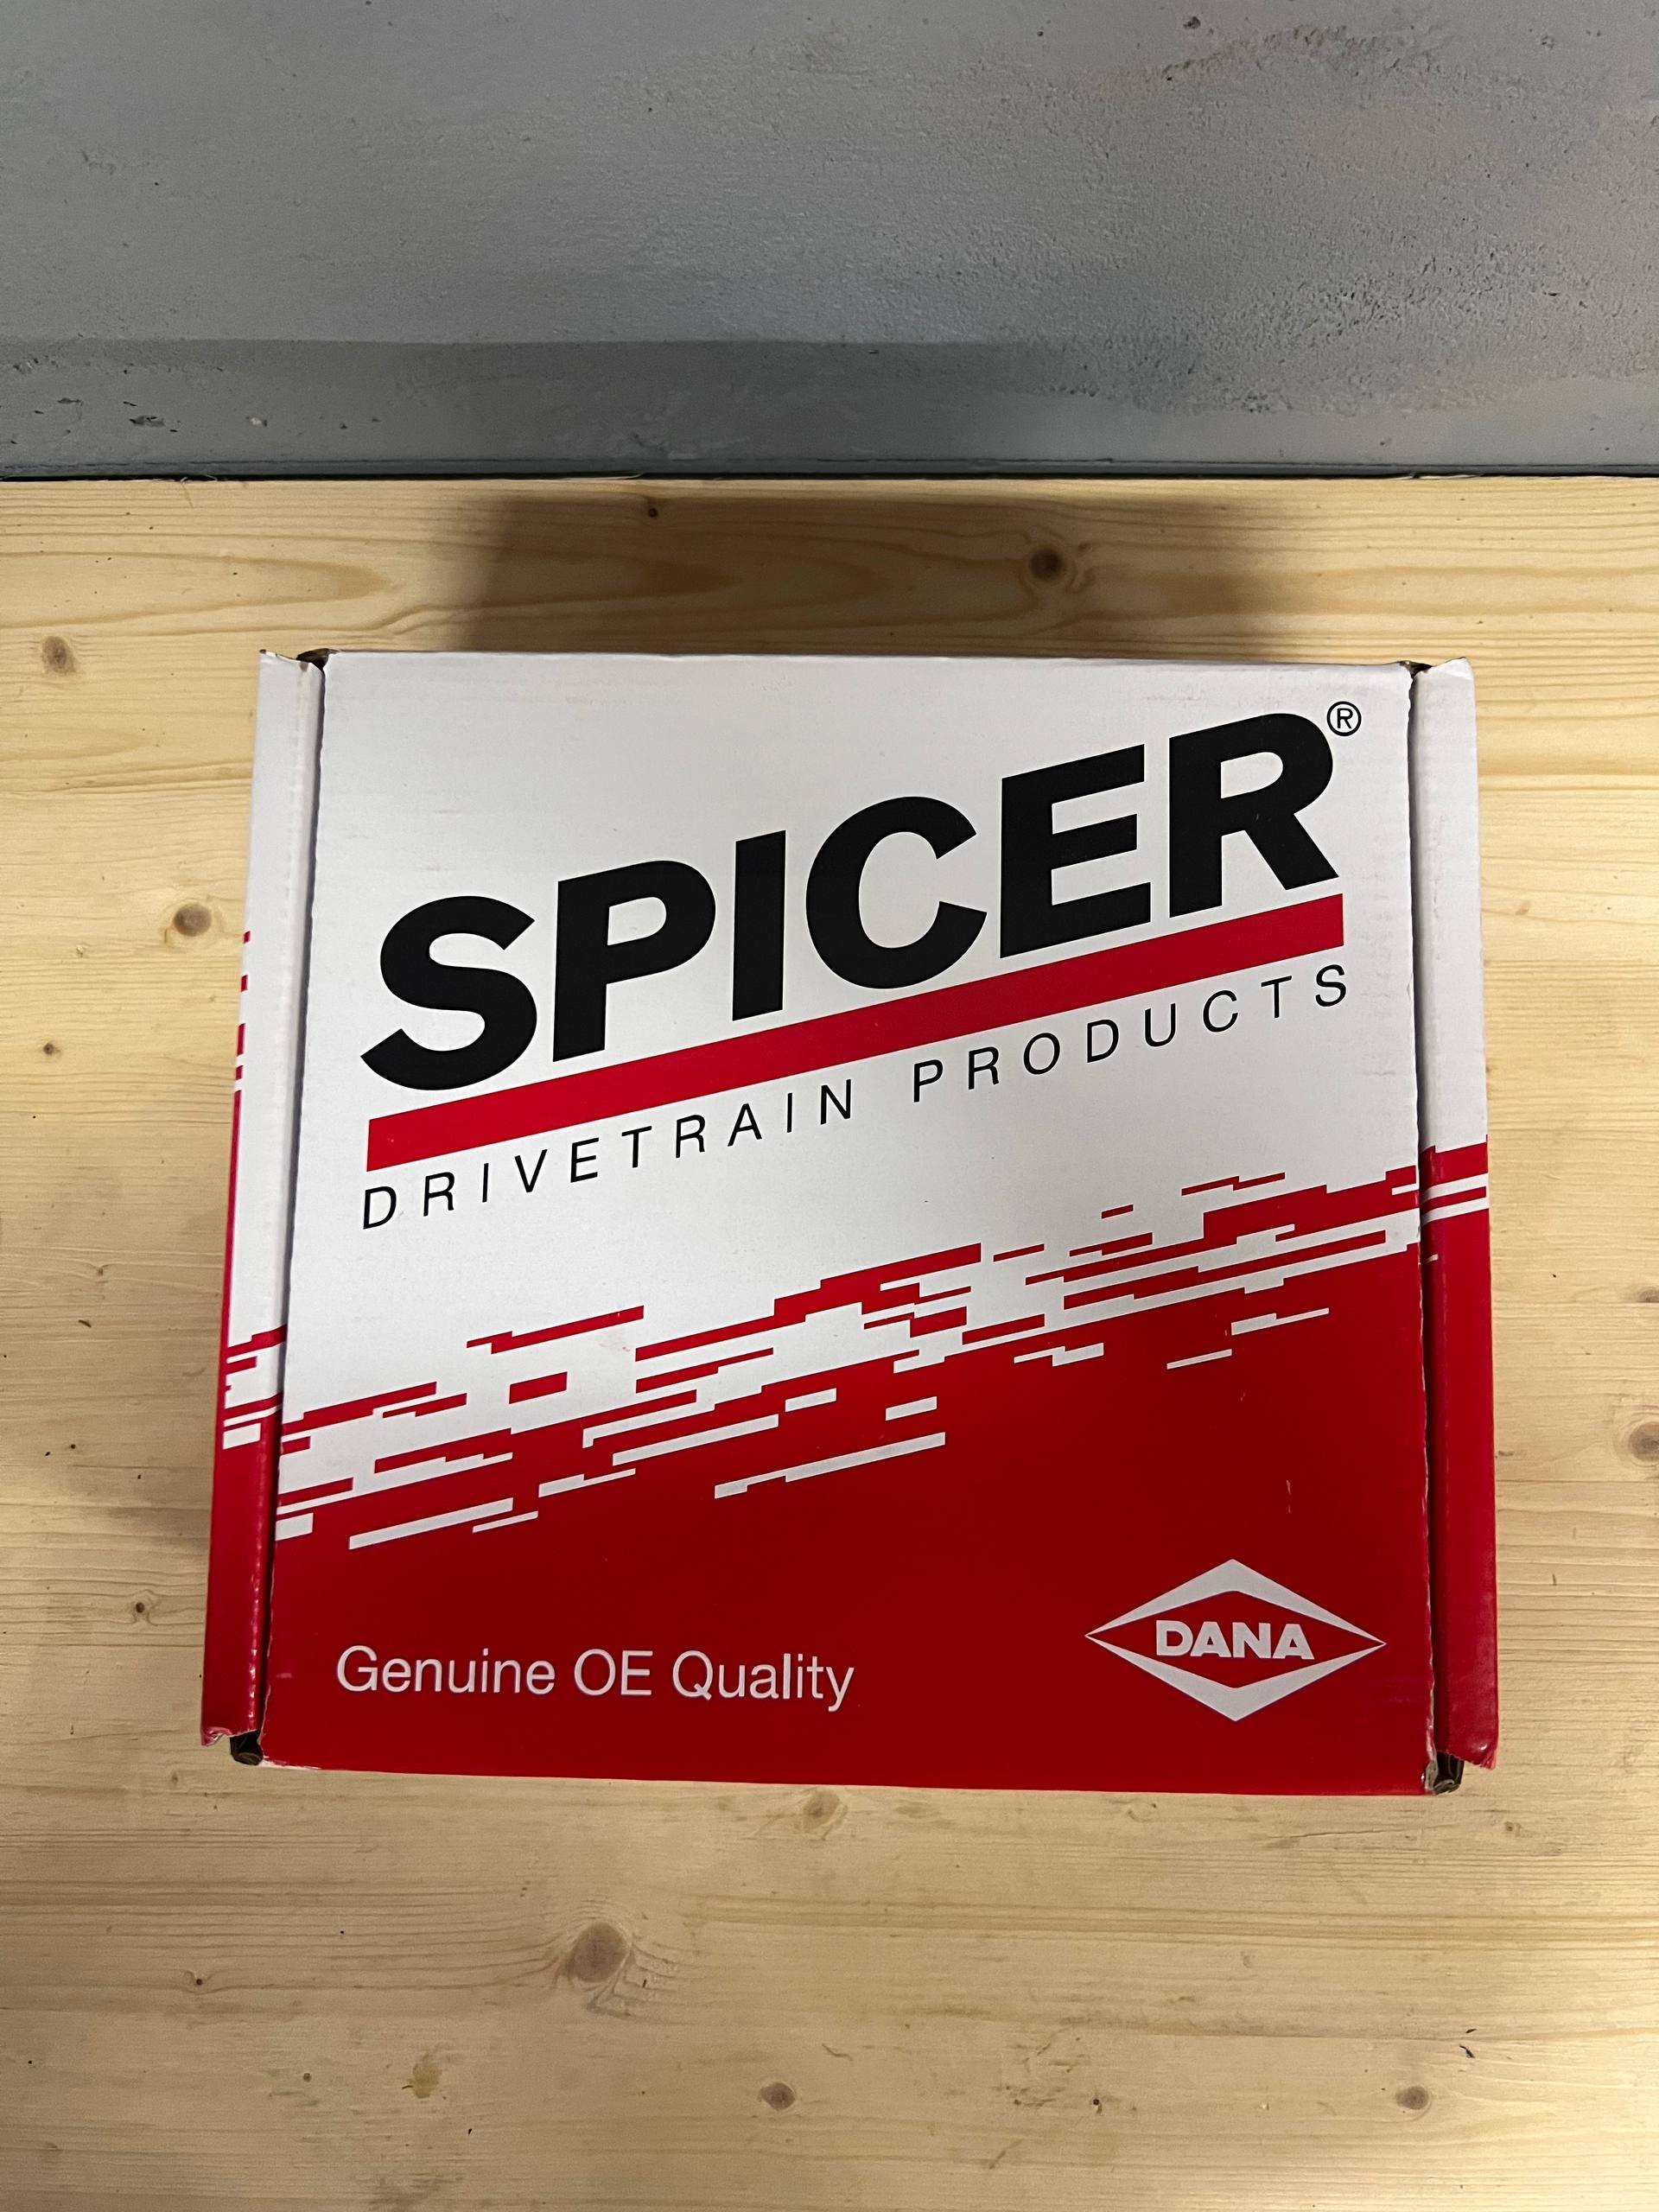 SPICER®
DRIVETRAIN PRODUCTS
Genuine OE Quality
DANA